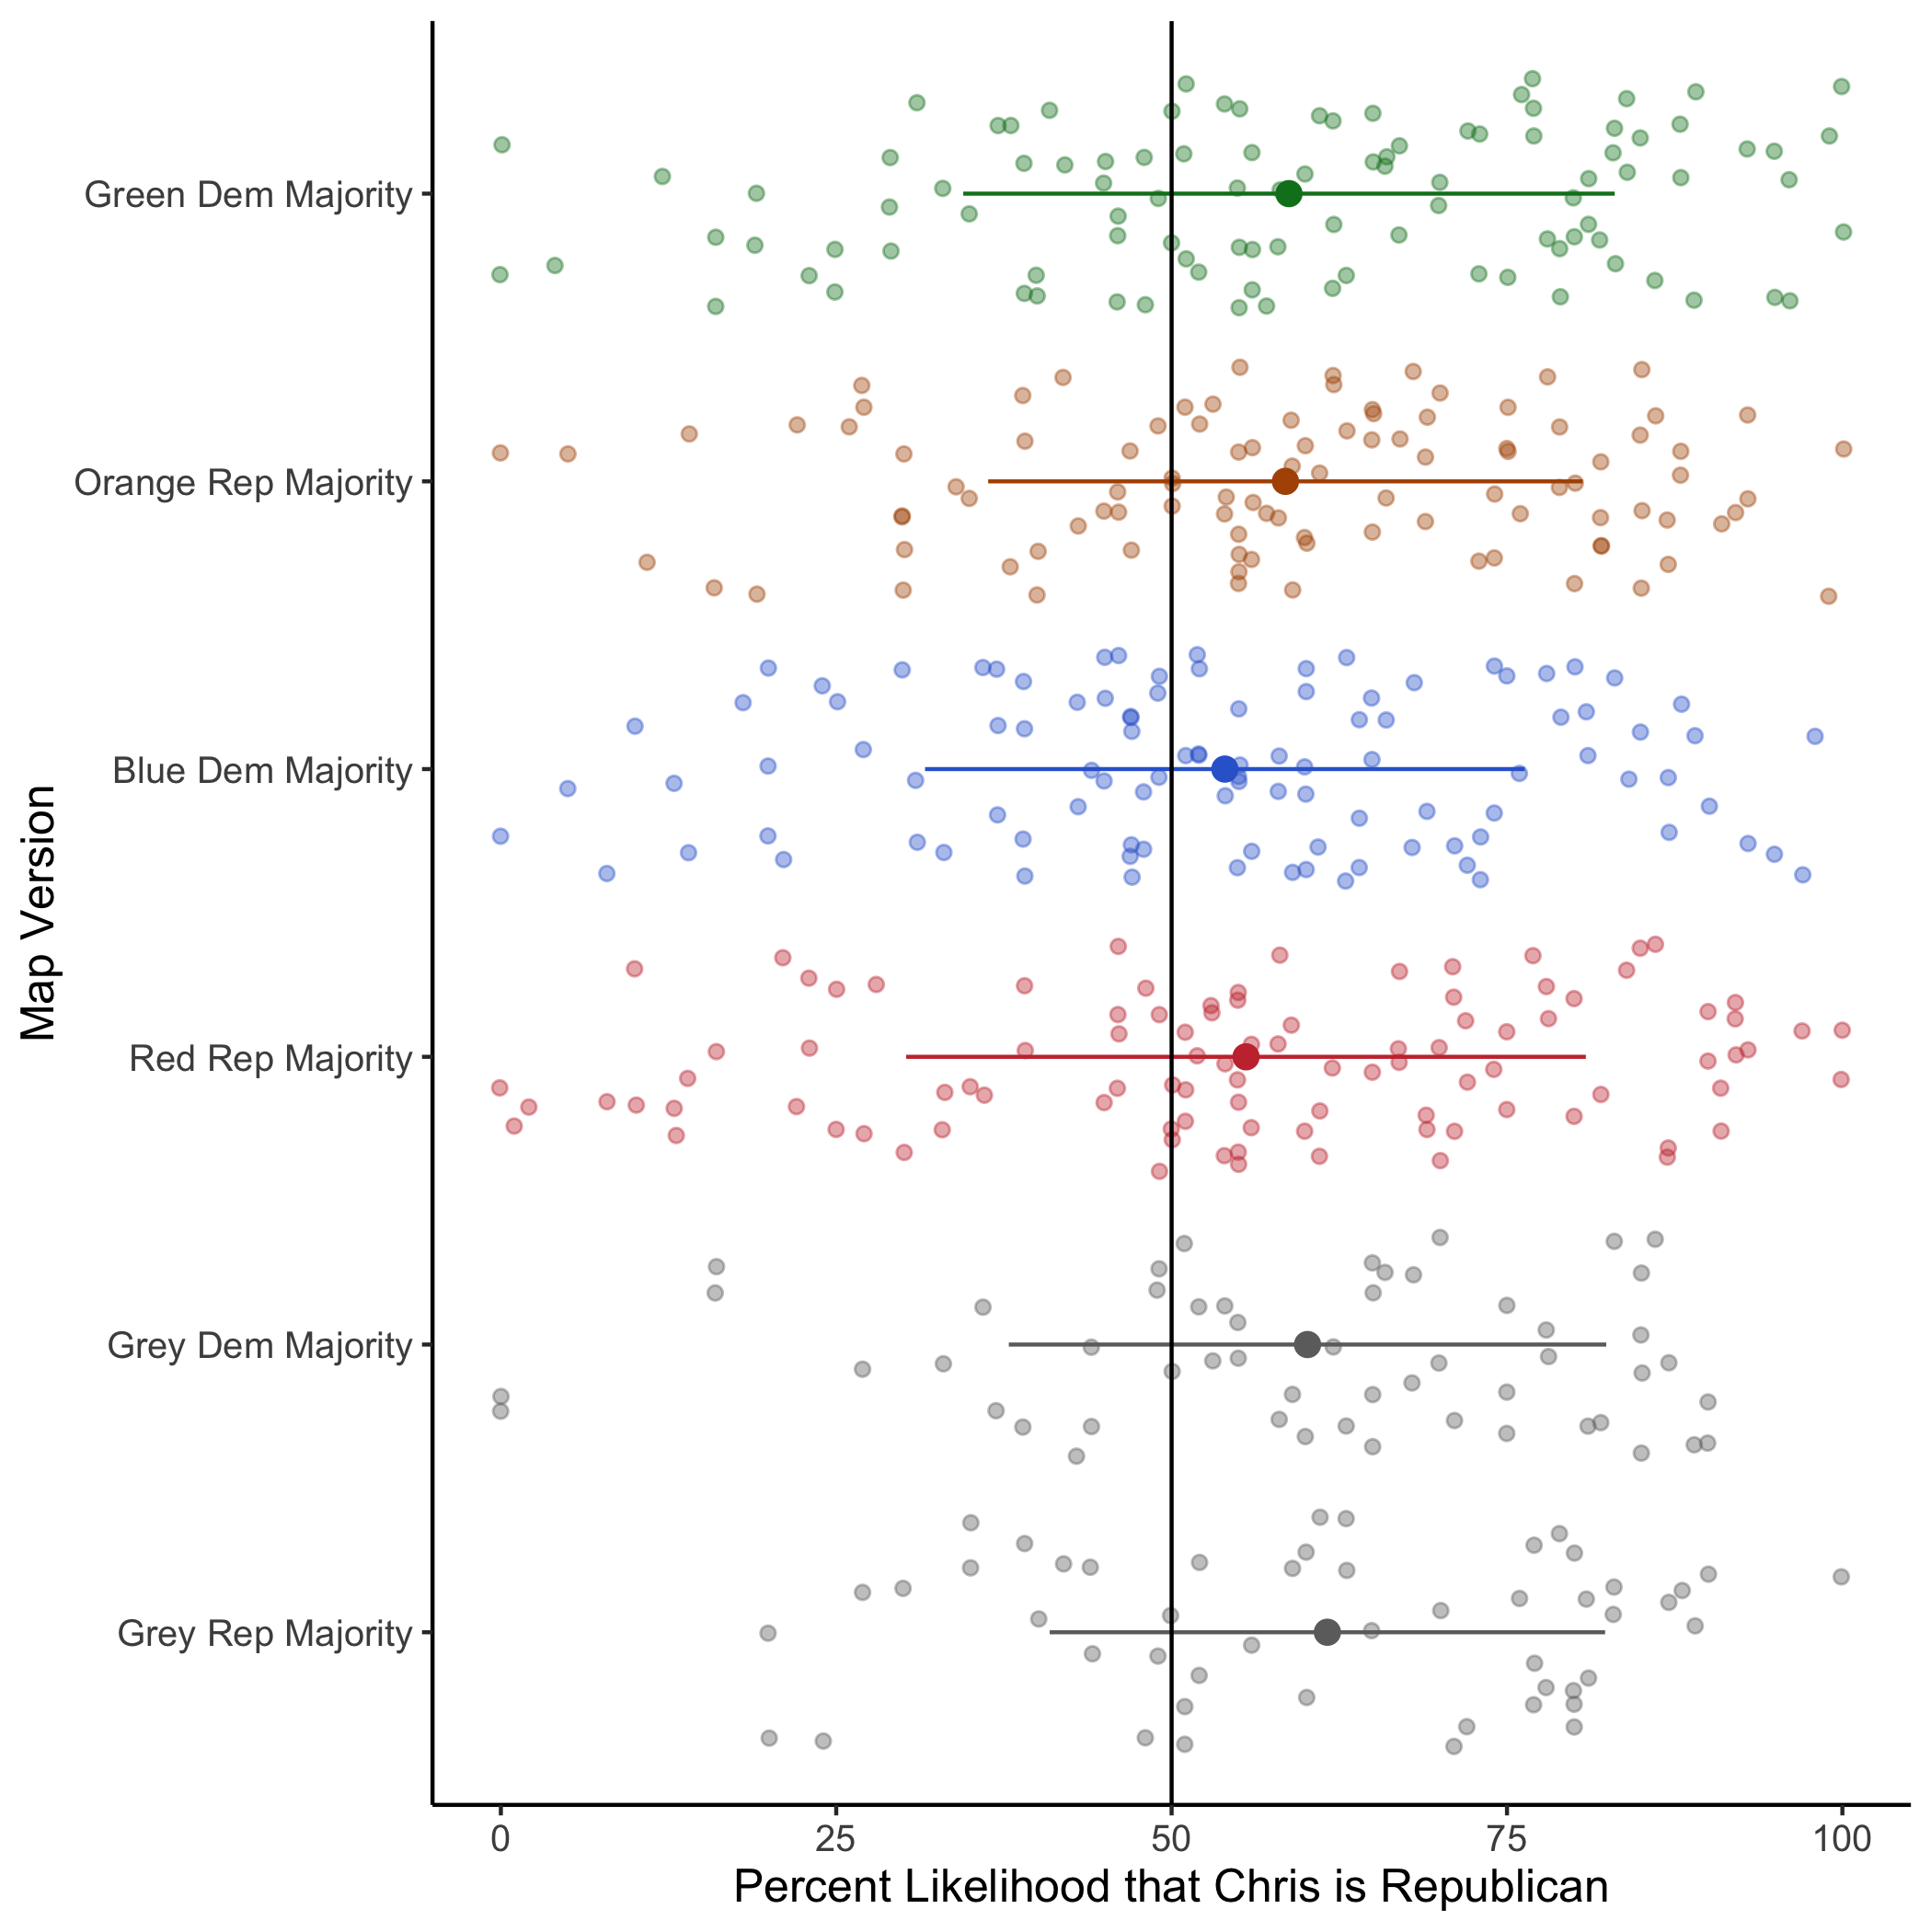 Map Version
Green Dem Majority
Orange Rep Majority
Blue Dem Majority
Red Rep Majority
Grey Dem Majority
Grey Rep Majority
0 25 50 75 100
Percent Likelihood that Chris is Republican